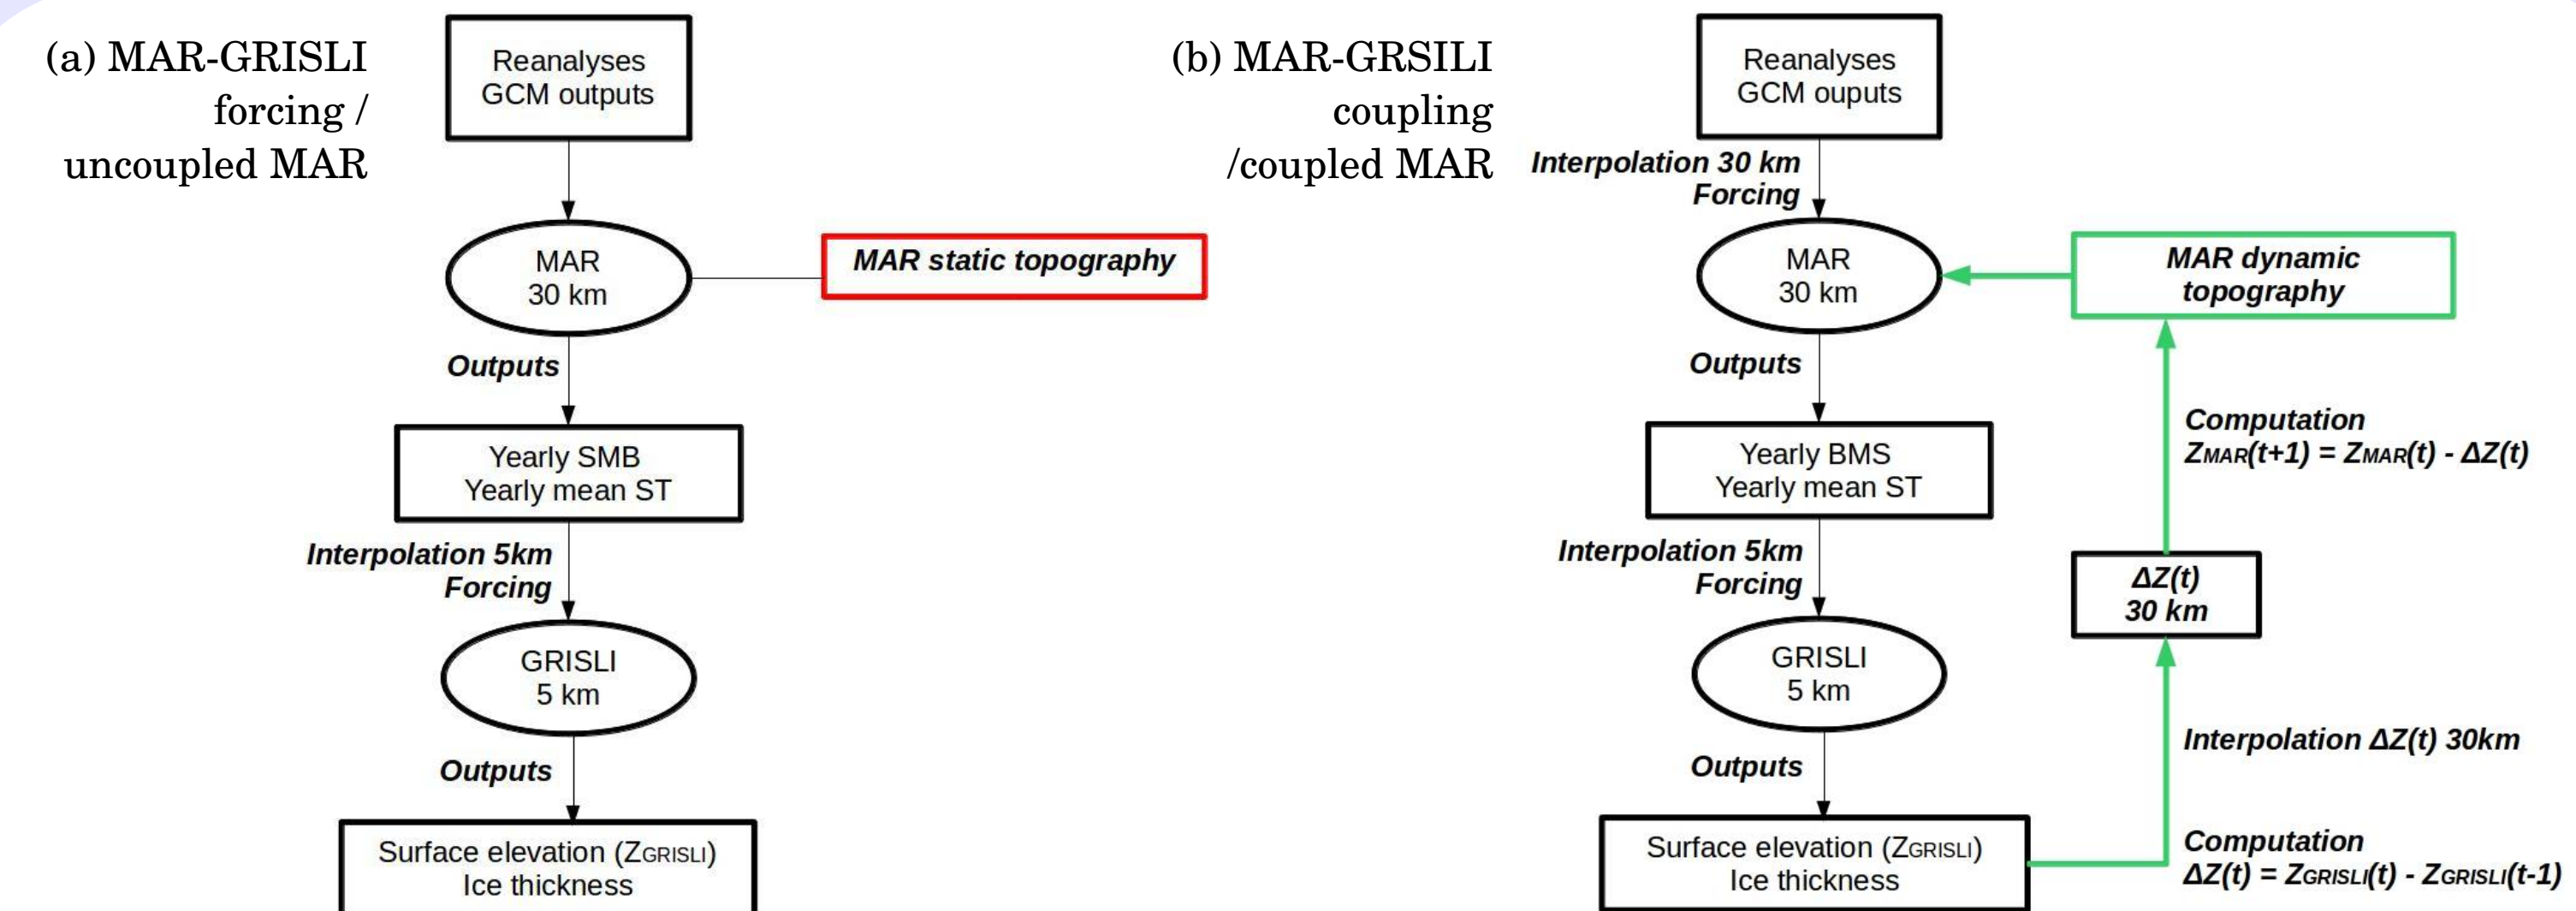 (a) MAR-GRISLI
forcing /
uncoupled MAR
Reanalyses
GCM outputs
MAR
30 km
MAR static topography
Outputs
Yearly SMB
Yearly mean ST
Interpolation 5km
Forcing
GRISLI
5 km
Outputs
Surface elevation (ZGRISLI)
Ice thickness
(b) MAR-GRSILI
coupling
/coupled MAR
Reanalyses
GCM ouputs
Interpolation 30 km
Forcing
MAR
30 km
MAR dynamic
topography
Outputs
Yearly BMS
Yearly mean ST
Computation
ZMAR(t+1) = ZMAR(t) - ΔZ(t)
Interpolation 5km
Forcing
ΔZ(t)
30 km
GRISLI
5 km
Interpolation ΔZ(t) 30km
Outputs
Surface elevation (ZGRISLI)
Ice thickness
Computation
ΔZ(t) = ZGRISLI(t) - ZGRISLI(t-1)